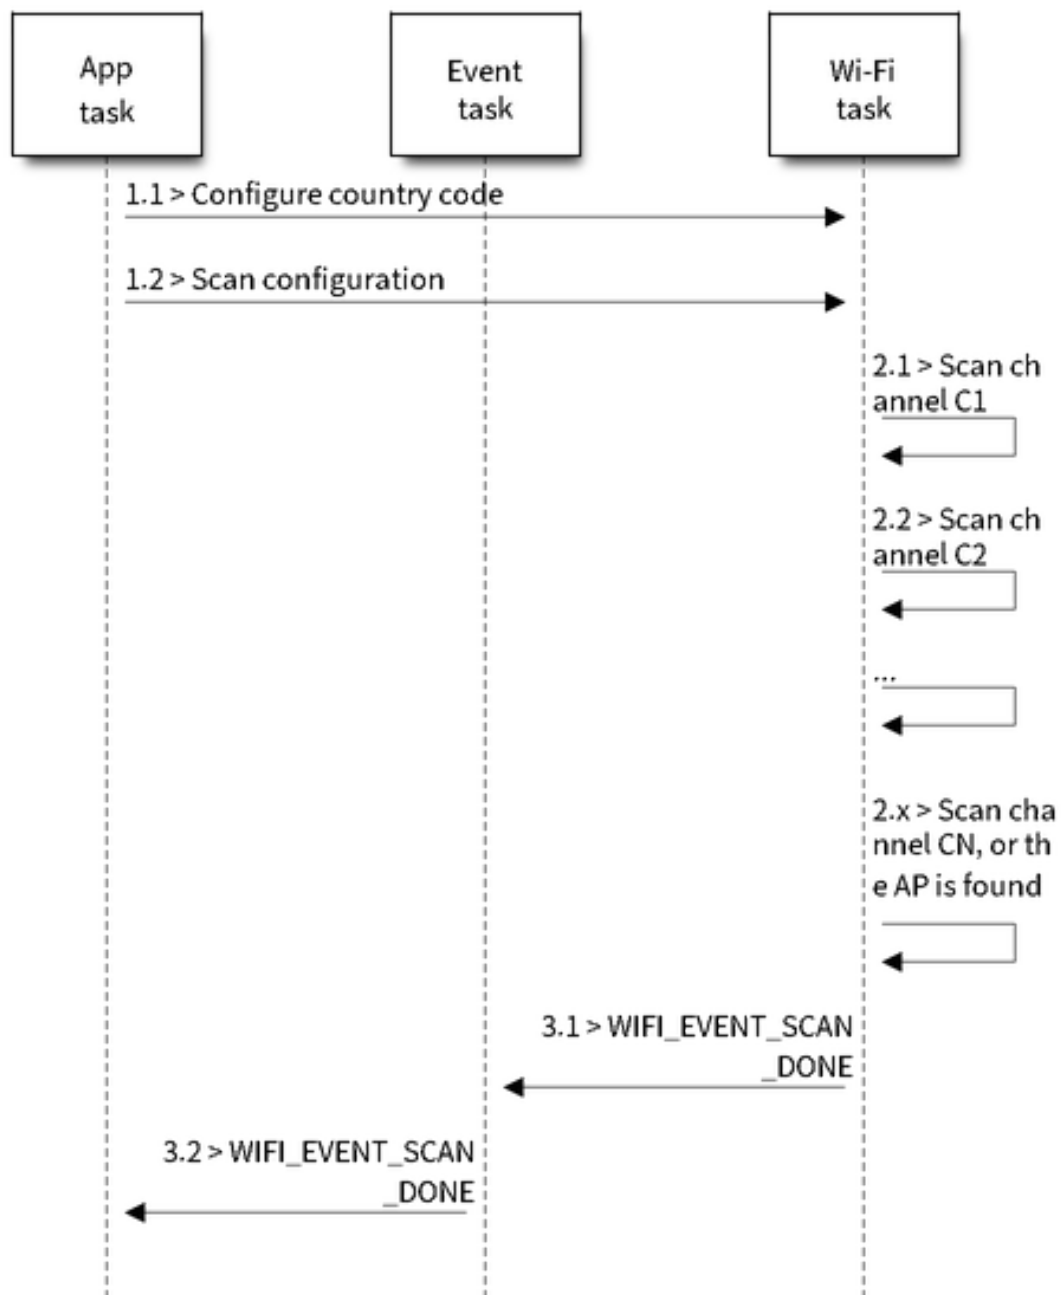 App
task
Event
task
Wi-Fi
task
1.1 > Configure country code
1.2 > Scan configuration
2.1 > Scan ch
annel C1
2.2 > Scan ch
annel C2
...
2.x > Scan cha
nnel CN, or th
e AP is found
3.1 > WIFI_EVENT_SCAN
_DONE
3.2 > WIFI_EVENT_SCAN
_DONE